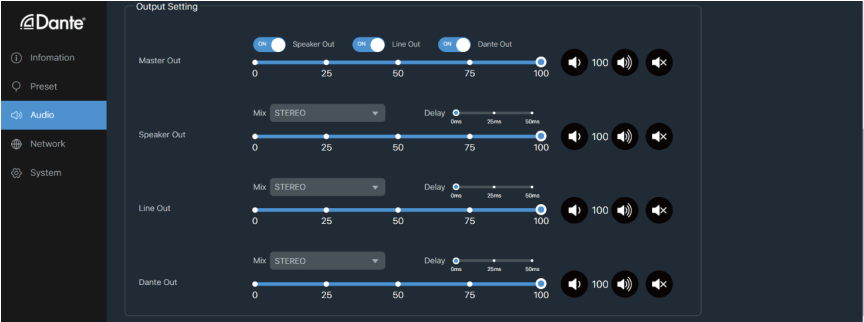 Output Setting
Dante®
ON Speaker Out ON Line Out ON Dante Out
Infomation
Master Out
100
0 25 50 75 100
Preset
Mix STEREO Delay
0ms 25ms 50ms
Audio
Speaker Out
100
0 25 50 75 100
Network
System
Mix STEREO Delay
0ms 25ms 50ms
Line Out
100
0 25 50 75 100
Mix STEREO Delay
0ms 25ms 50ms
Dante Out
100
0 25 50 75 100